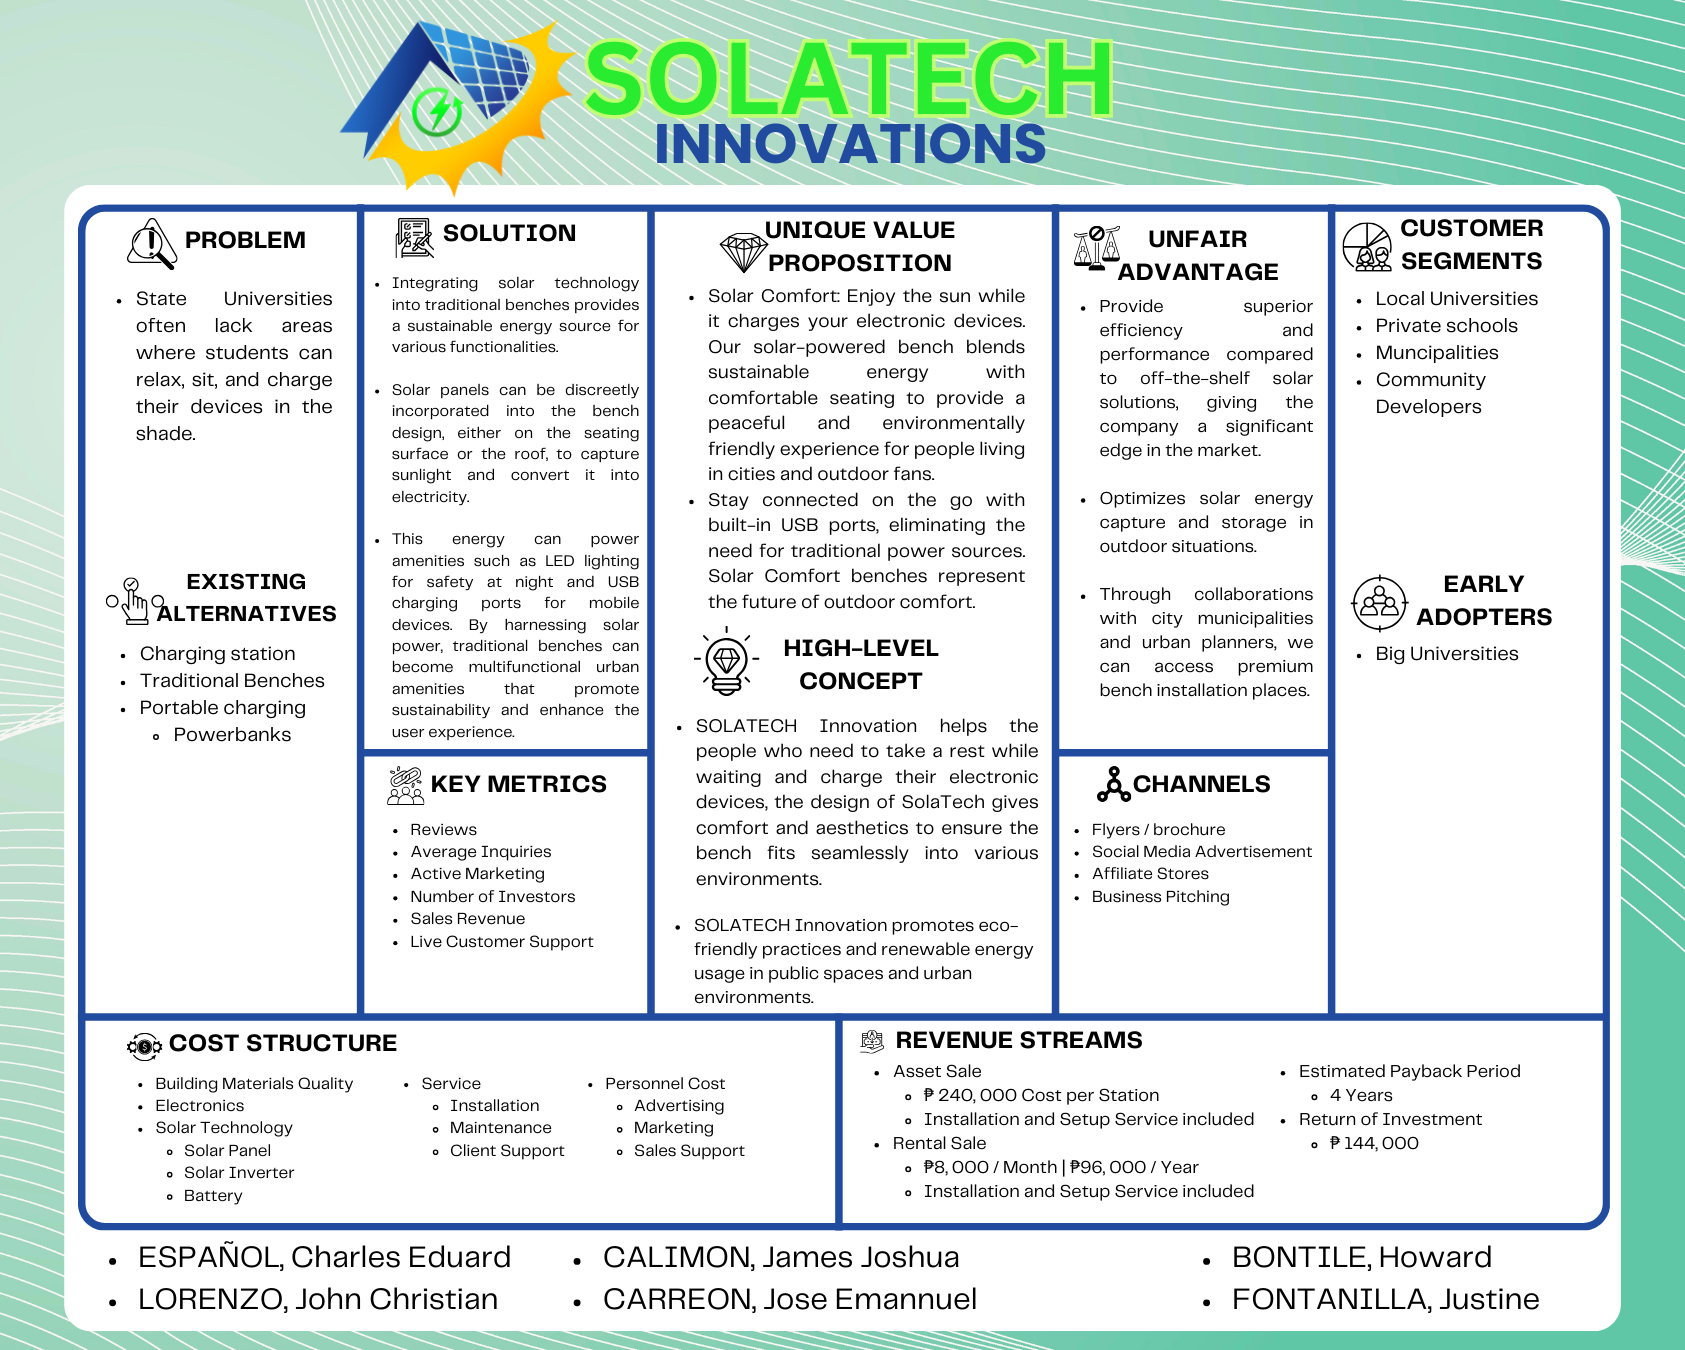 SOLATECH
INNOVATIONS
PROBLEM
State Universities
often lack areas
where students can
relax, sit, and charge
their devices in the
shade.
EXISTING
ALTERNATIVES
Charging station
Traditional Benches
Portable charging
Powerbanks
SOLUTION
Integrating solar technology
into traditional benches provides
a sustainable energy source for
various functionalities.
Solar panels can be discreetly
incorporated into the bench
design, either on the seating
surface or the roof, to capture
sunlight and convert it into
electricity.
This energy can power
amenities such as LED lighting
for safety at night and USB
charging ports for mobile
devices. By harnessing solar
power, traditional benches can
become multifunctional urban
amenities that promote
sustainability and enhance the
user experience.
KEY METRICS
Reviews
Average Inquiries
Active Marketing
Number of Investors
Sales Revenue
Live Customer Support
UNIQUE VALUE
PROPOSITION
Solar Comfort: Enjoy the sun while
it charges your electronic devices.
Our solar-powered bench blends
sustainable energy with
comfortable seating to provide a
peaceful and environmentally
friendly experience for people living
in cities and outdoor fans.
Stay connected on the go with
built-in USB ports, eliminating the
need for traditional power sources.
Solar Comfort benches represent
the future of outdoor comfort.
HIGH-LEVEL
CONCEPT
SOLATECH Innovation helps the
people who need to take a rest while
waiting and charge their electronic
devices, the design of SolaTech gives
comfort and aesthetics to ensure the
bench fits seamlessly into various
environments.
SOLATECH Innovation promotes eco-
friendly practices and renewable energy
usage in public spaces and urban
environments.
UNFAIR
ADVANTAGE
Provide superior
efficiency and
performance compared
to off-the-shelf solar
solutions, giving the
company a significant
edge in the market.
Optimizes solar energy
capture and storage in
outdoor situations.
Through collaborations
with city municipalities
and urban planners, we
can access premium
bench installation places.
CHANNELS
Flyers / brochure
Social Media Advertisement
Affiliate Stores
Business Pitching
CUSTOMER
SEGMENTS
Local Universities
Private schools
Muncipalities
Community
Developers
EARLY
ADOPTERS
Big Universities
COST STRUCTURE
Building Materials Quality
Electronics
Solar Technology
Solar Panel
Solar Inverter
Battery
Service
Installation
Maintenance
Client Support
Personnel Cost
Advertising
Marketing
Sales Support
REVENUE STREAMS
Asset Sale
₱ 240, 000 Cost per Station
Installation and Setup Service included
Rental Sale
₱8, 000 / Month | ₱96, 000 / Year
Installation and Setup Service included
Estimated Payback Period
4 Years
Return of Investment
₱ 144, 000
ESPAÑOL, Charles Eduard
LORENZO, John Christian
CALIMON, James Joshua
CARREON, Jose Emannuel
BONTILE, Howard
FONTANILLA, Justine